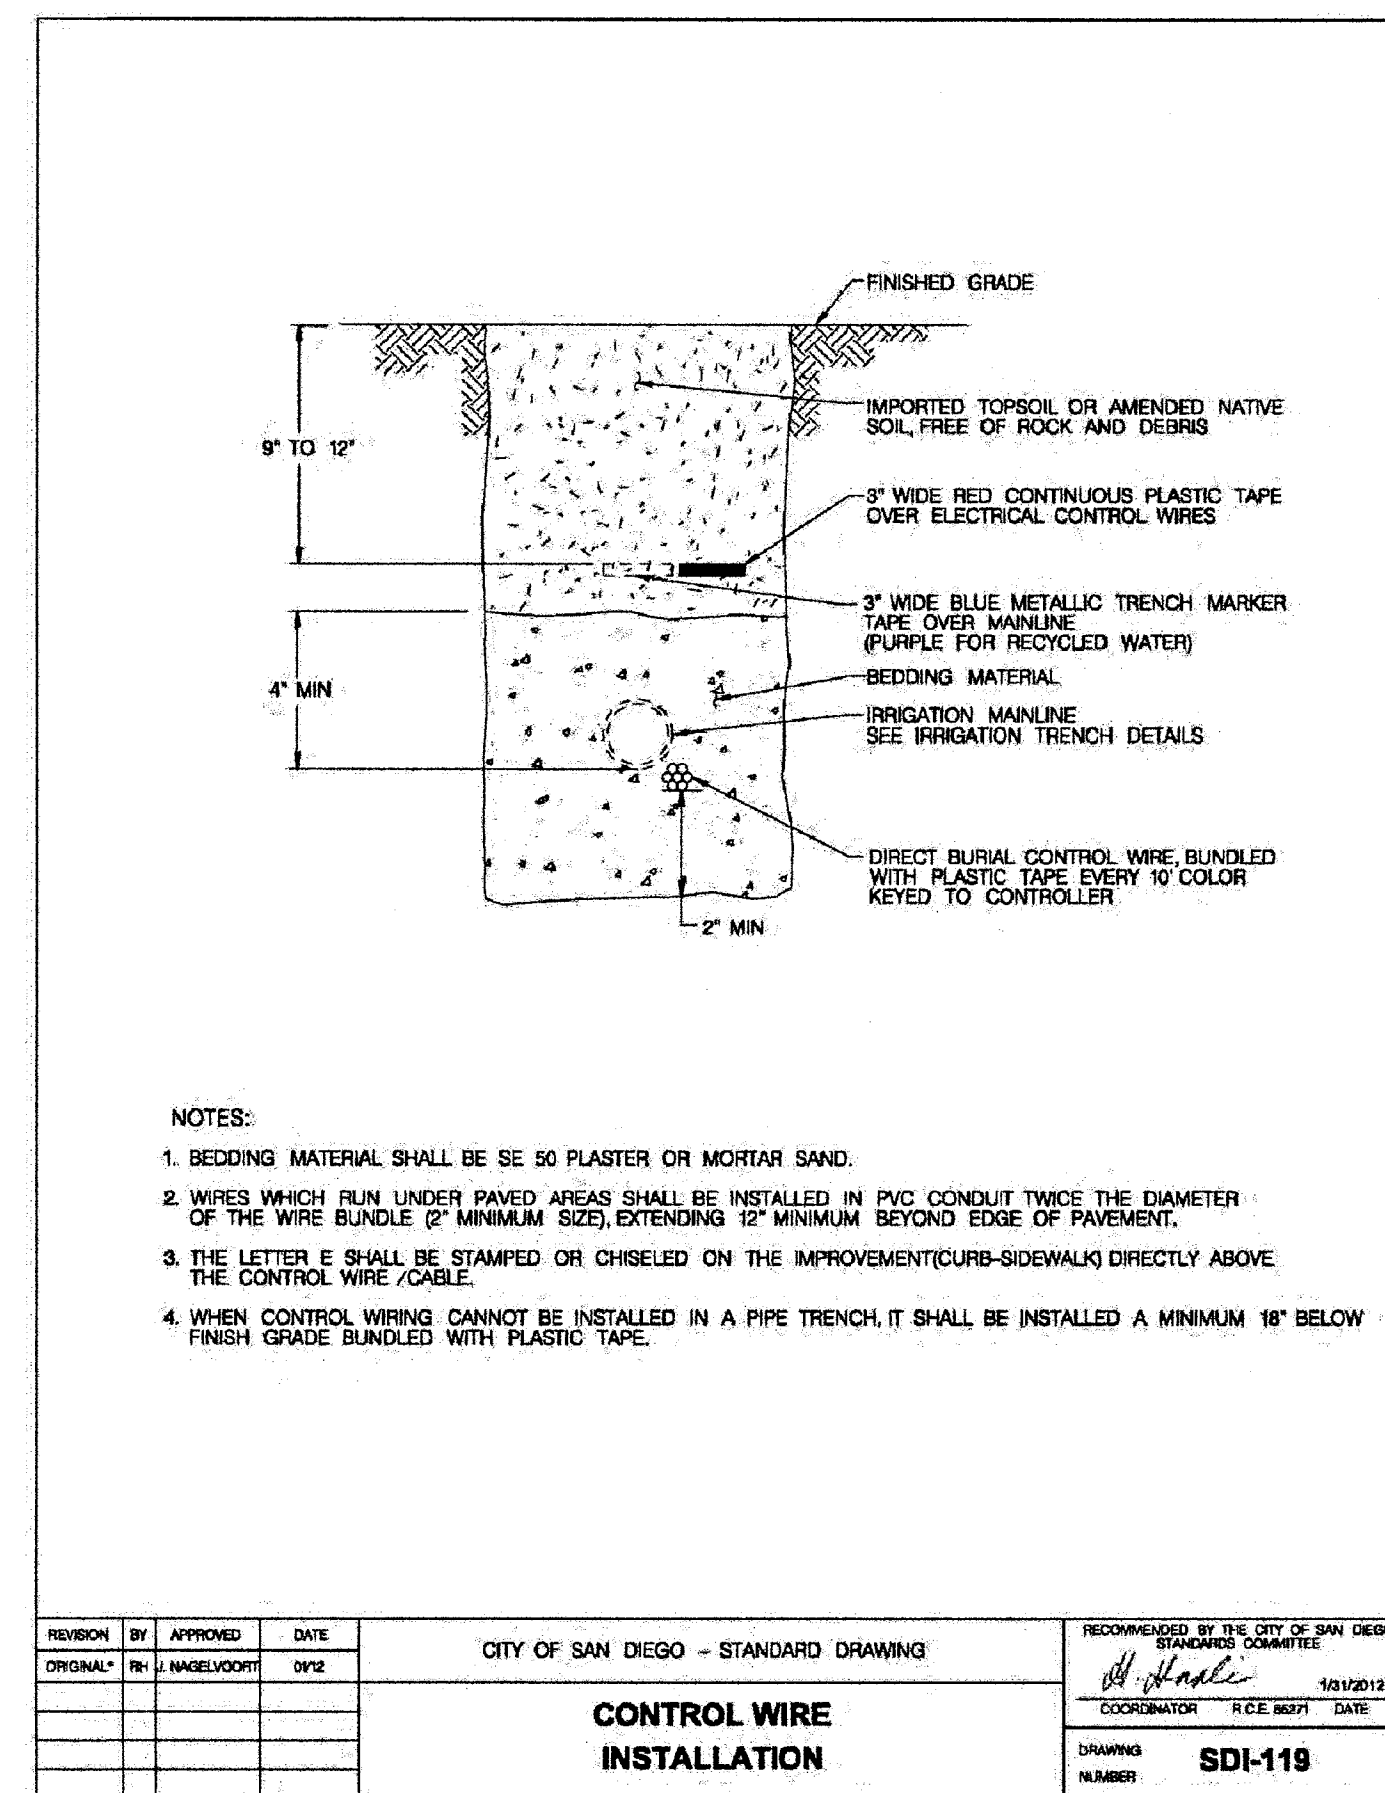 FINISHED GRADE
IMPORTED TOPSOIL OR AMENDED NATIVE
SOIL, FREE OF ROCK AND DEBRIS
9" TO 12"
3" WIDE RED CONTINUOUS PLASTIC TAPE
OVER ELECTRICAL CONTROL WIRES
3" WIDE BLUE METALLIC TRENCH MARKER
TAPE OVER MAINLINE
(PURPLE FOR RECYCLED WATER)
4" MIN
BEDDING MATERIAL
IRRIGATION MAINLINE
SEE IRRIGATION TRENCH DETAILS
DIRECT BURIAL CONTROL WIRE, BUNDLED
WITH PLASTIC TAPE EVERY 10' COLOR
KEYED TO CONTROLLER
2" MIN
NOTES:
1. BEDDING MATERIAL SHALL BE SE 50 PLASTER OR MORTAR SAND.
2. WIRES WHICH RUN UNDER PAVED AREAS SHALL BE INSTALLED IN PVC CONDUIT TWICE THE DIAMETER
OF THE WIRE BUNDLE (2" MINIMUM SIZE), EXTENDING 12" MINIMUM BEYOND EDGE OF PAVEMENT.
3. THE LETTER E SHALL BE STAMPED OR CHISELED ON THE IMPROVEMENT(CURB-SIDEWALK) DIRECTLY ABOVE
THE CONTROL WIRE /CABLE.
4. WHEN CONTROL WIRING CANNOT BE INSTALLED IN A PIPE TRENCH, IT SHALL BE INSTALLED A MINIMUM 18" BELOW
FINISH GRADE BUNDLED WITH PLASTIC TAPE.
REVISION BY APPROVED DATE
ORIGINAL* RH J. NAGELVOORT 01/12
CITY OF SAN DIEGO - STANDARD DRAWING
CONTROL WIRE
INSTALLATION
RECOMMENDED BY THE CITY OF SAN DIEG
STANDARDS COMMITTEE
1/31/2012
COORDINATOR R.C.E. DATE
DRAWING
NUMBER
SDI-119